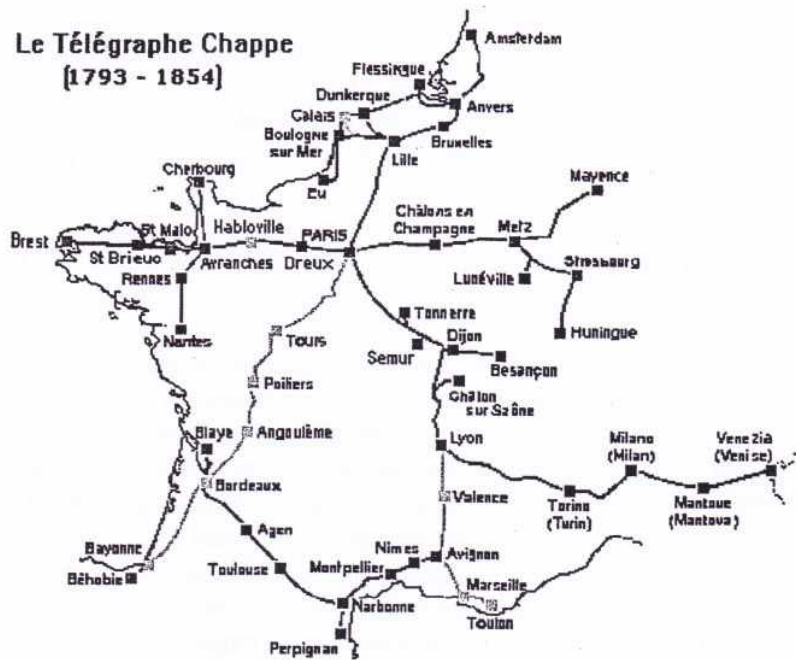 Le Télégraphe Chappe
(1793 - 1854)
Amsterdam
Flessingue
Dunkerque
Anvers
Calais
Boulogne
sur Mer
Bruxelles
Lille
Cherbourg
Eu
Mayence
Châlons en
Champagne
Metz
Habloville
PARIS
St Malo
Brest
St Brieuc
Avranches
Dreux
Strasbourg
Lunéville
Rennes
Tonnerre
Huningue
Nantes
Tours
Semur
Dijon
Besançon
Poitiers
Châlon
sur Saône
Blaye
Angoulême
Lyon
Milano
(Milan)
Venezia
(Venise)
Bordeaux
Valence
Torino
(Turin)
Mantoue
(Mantova)
Agen
Bayonne
Nimes
Avignon
Béhobie
Toulouse
Montpellier
Marseille
Narbonne
Toulon
Perpignan